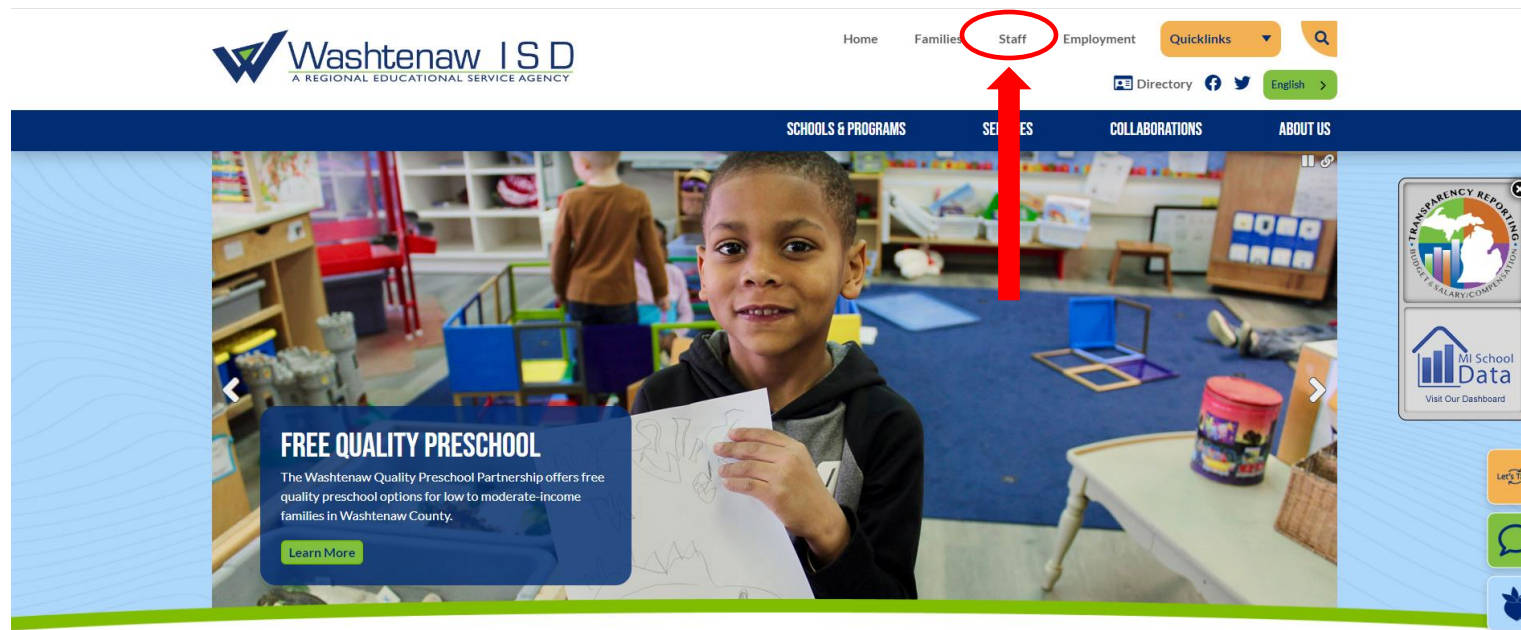 Washtenaw ISD
A REGIONAL EDUCATIONAL SERVICE AGENCY
Home Families Staff Employment Quicklinks
Directory English
SCHOOLS & PROGRAMS COLLABORATIONS ABOUT US
TRANSPARENCY REPORTING
BUDGET & SALARY/COMPENSATION
MI School
Data
Visit Our Dashboard
FREE QUALITY PRESCHOOL
The Washtenaw Quality Preschool Partnership offers free
quality preschool options for low to moderate-income
families in Washtenaw County.
Learn More
Let's